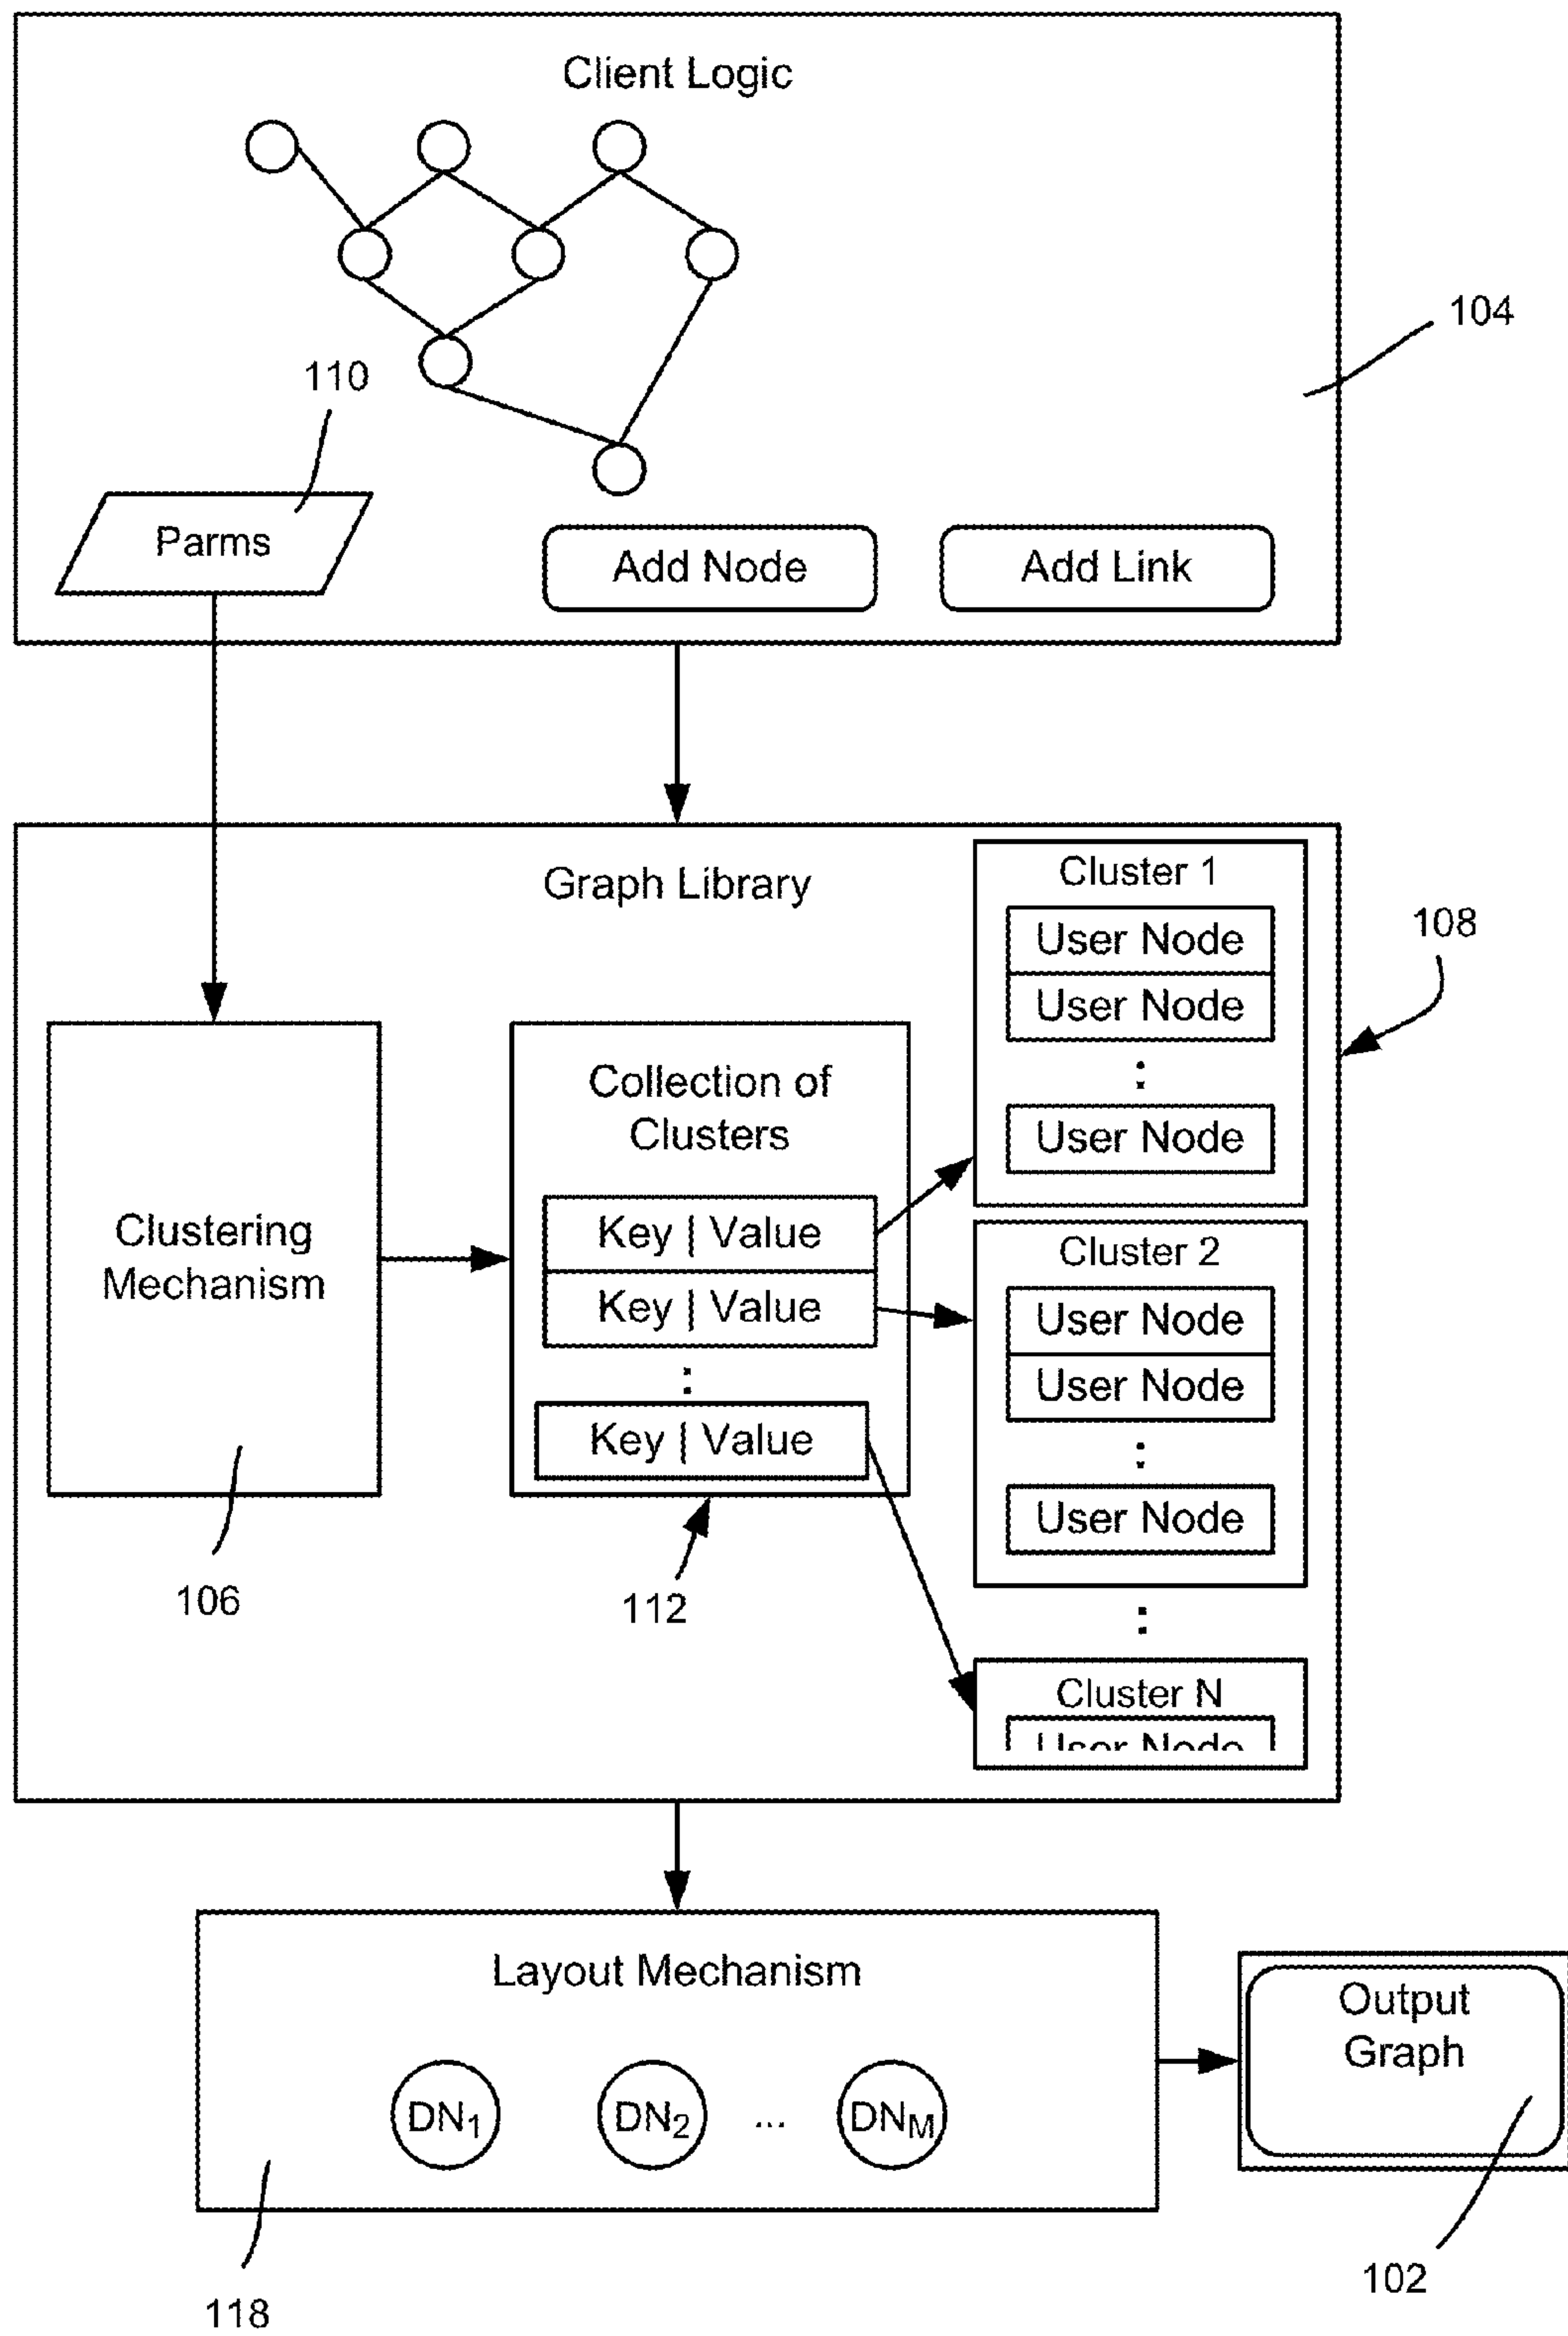 Client Logic
104
110
Parms
Add Node
Add Link
Graph Library
Cluster 1
User Node
User Node
:
User Node
108
Clustering
Mechanism
106
Collection of
Clusters
Key | Value
Key | Value
:
Key | Value
112
Cluster 2
User Node
User Node
:
User Node
:
Cluster N
User Node
Layout Mechanism
DN1 DN2 ... DNM
118
Output
Graph
102